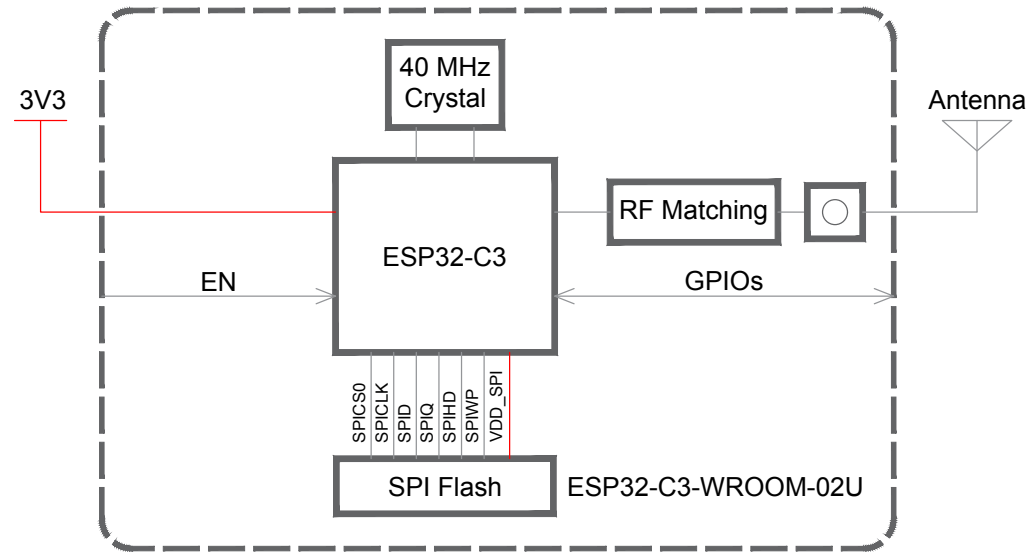 40 MHz
Crystal
3V3
Antenna
RF Matching
ESP32-C3
EN
GPIOs
SPICS0
SPICLK
SPID
SPIQ
SPIHD
SPIWP
VDD_SPI
SPI Flash
ESP32-C3-WROOM-02U